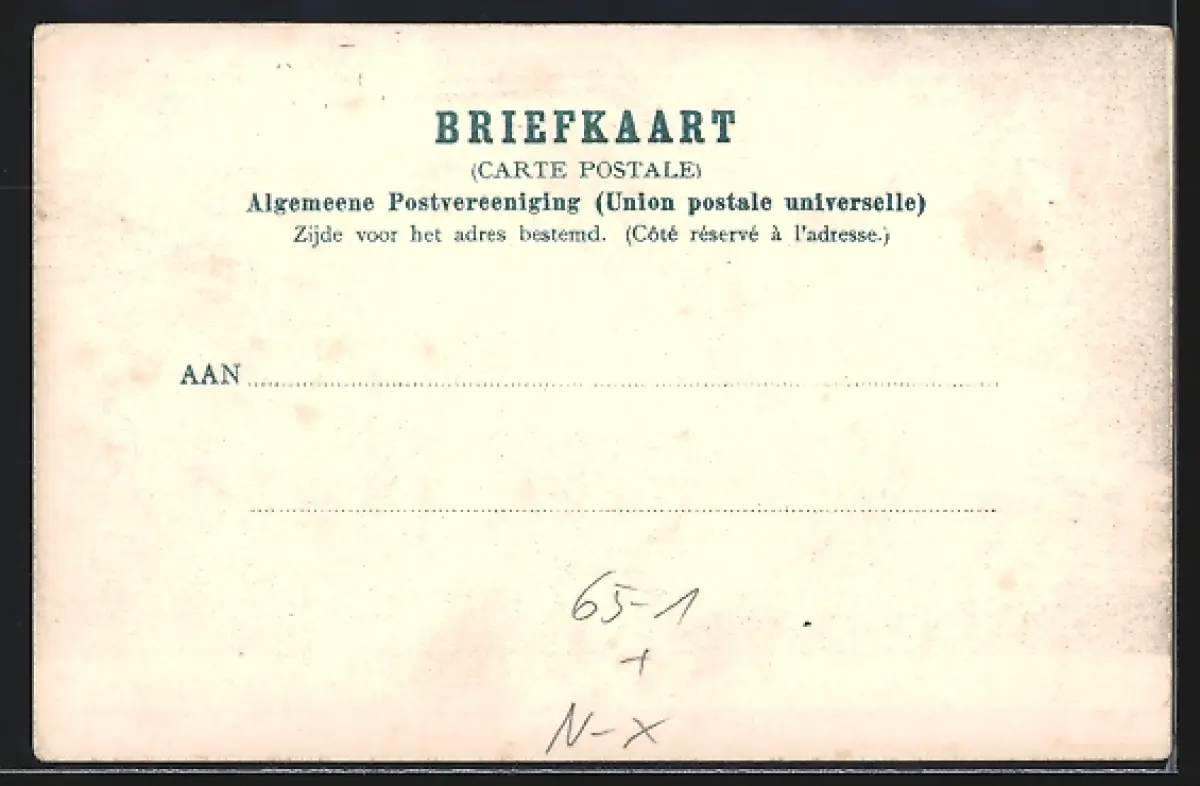 BRIEFKAART
(CARTE POSTALE)
Algemeene Postvereeniging (Union postale universelle)
Zijde voor het adres bestemd. (Côté réservé à l'adresse.)
AAN
65-1
+
N-X